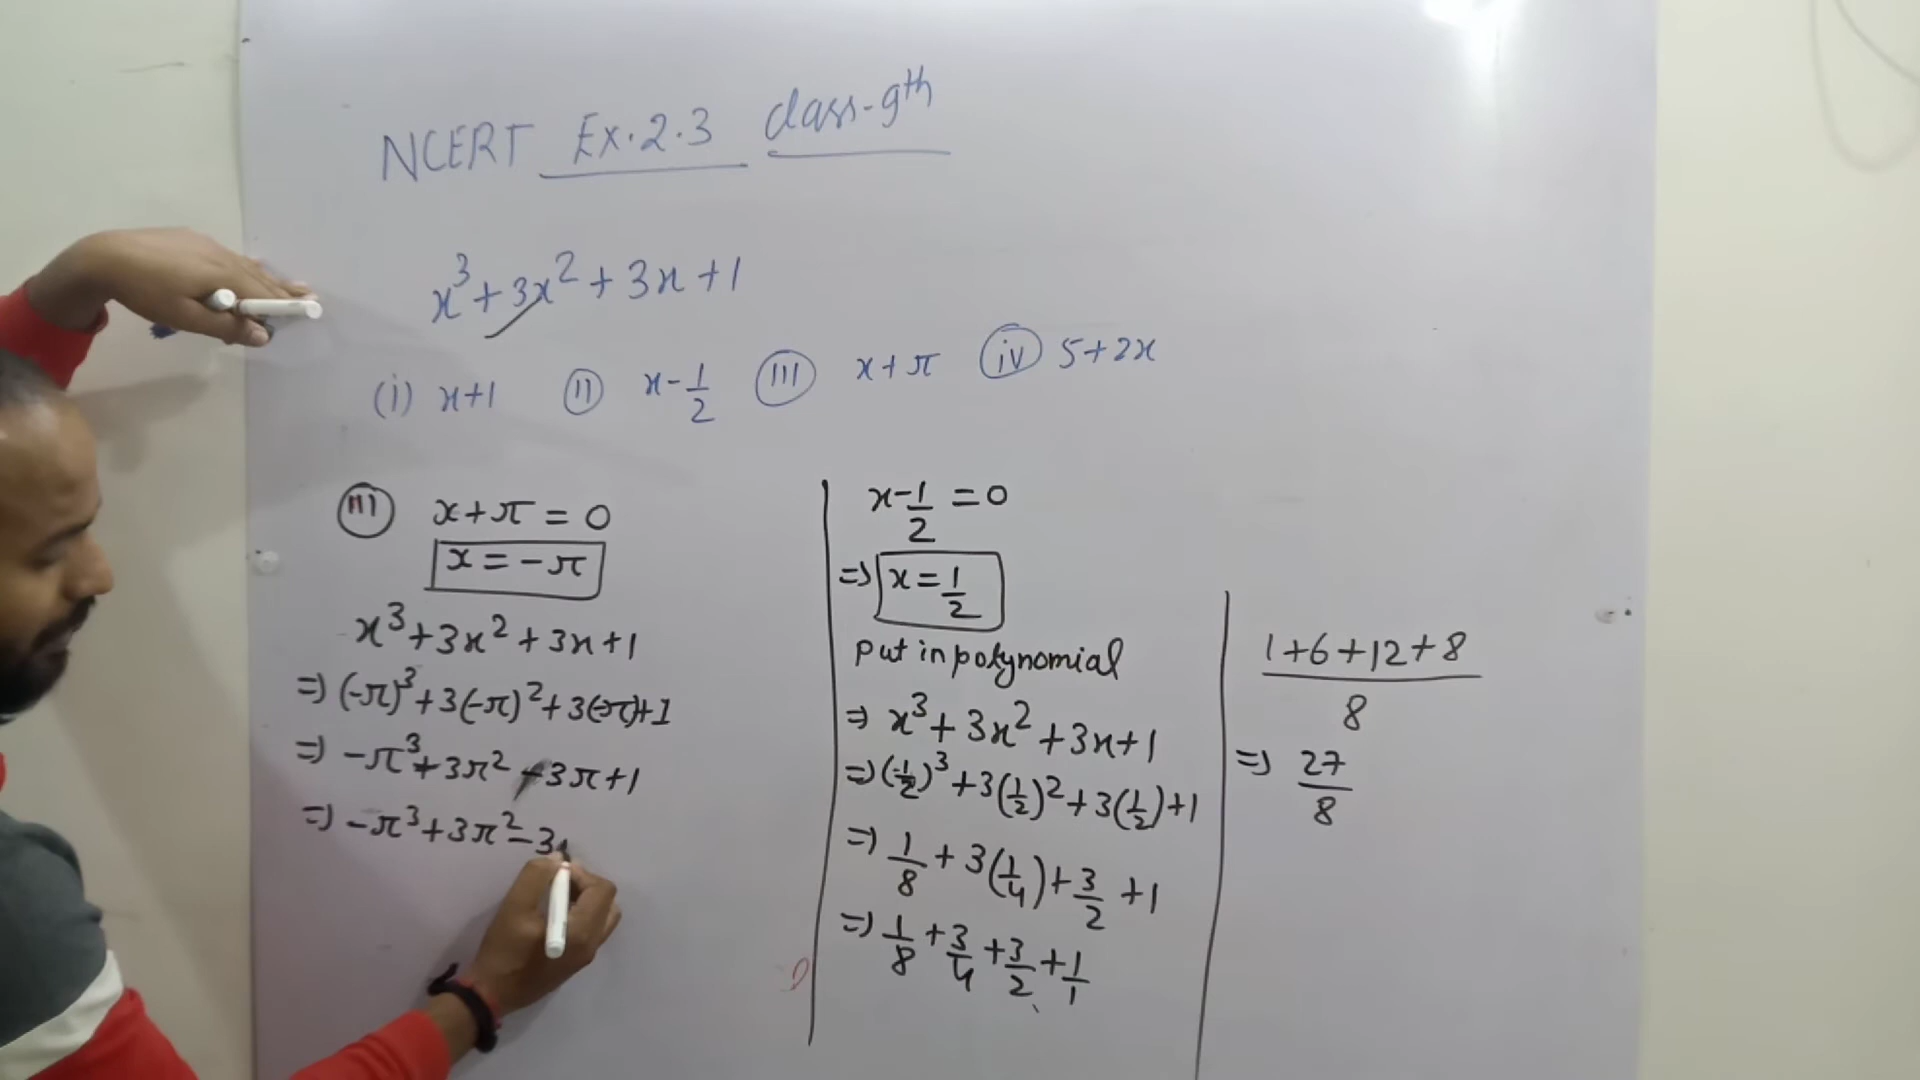 NCERT Ex.2.3 class-9th
x³+3x²+3x+1
(i) x+1 (ii) x-1/2 (iii) x+π (iv) 5+2x
(iii) x+π=0
x=-π
x³+3x²+3x+1
⇒ (-π)³+3(-π)²+3(-π)+1
⇒ -π³+3π²-3π+1
⇒ -π³+3π²-3
x-1/2=0
⇒ x=1/2
put in polynomial
⇒ x³+3x²+3x+1
⇒ (1/2)³+3(1/2)²+3(1/2)+1
⇒ 1/8+3(1/4)+3/2+1
⇒ 1/8+3/4+3/2+1/1
1+6+12+8
8
⇒ 27/8